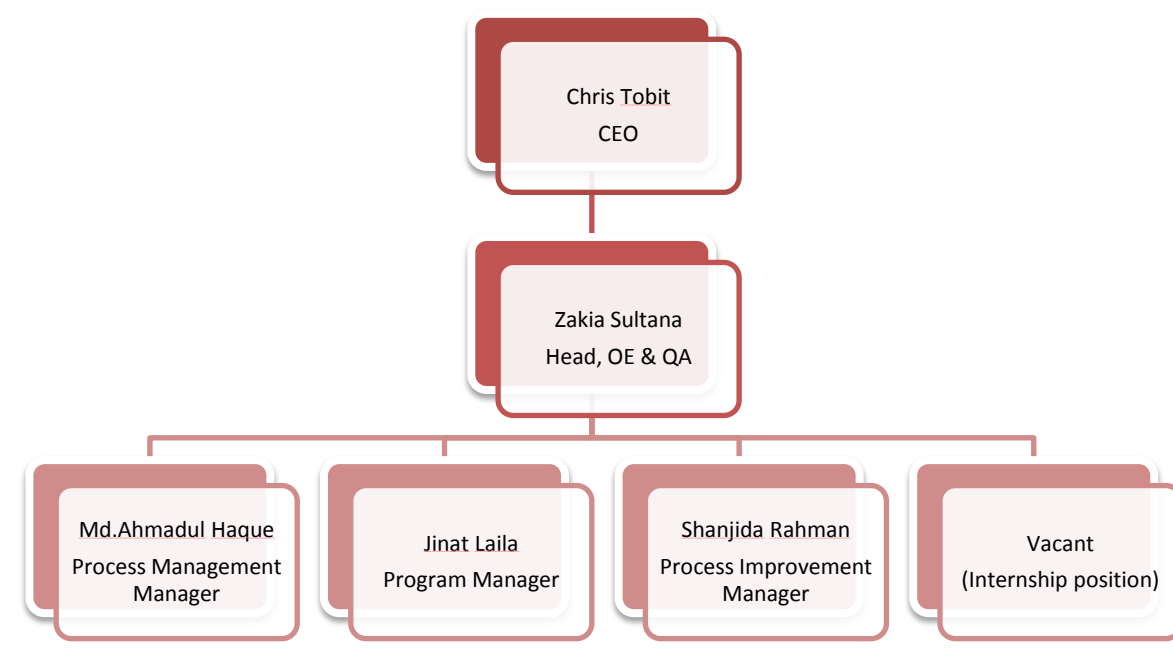 Chris Tobit
CEO
Zakia Sultana
Head, OE & QA
Md.Ahmadul Haque
Process Management
Manager
Jinat Laila
Program Manager
Shanjida Rahman
Process Improvement
Manager
Vacant
(Internship position)